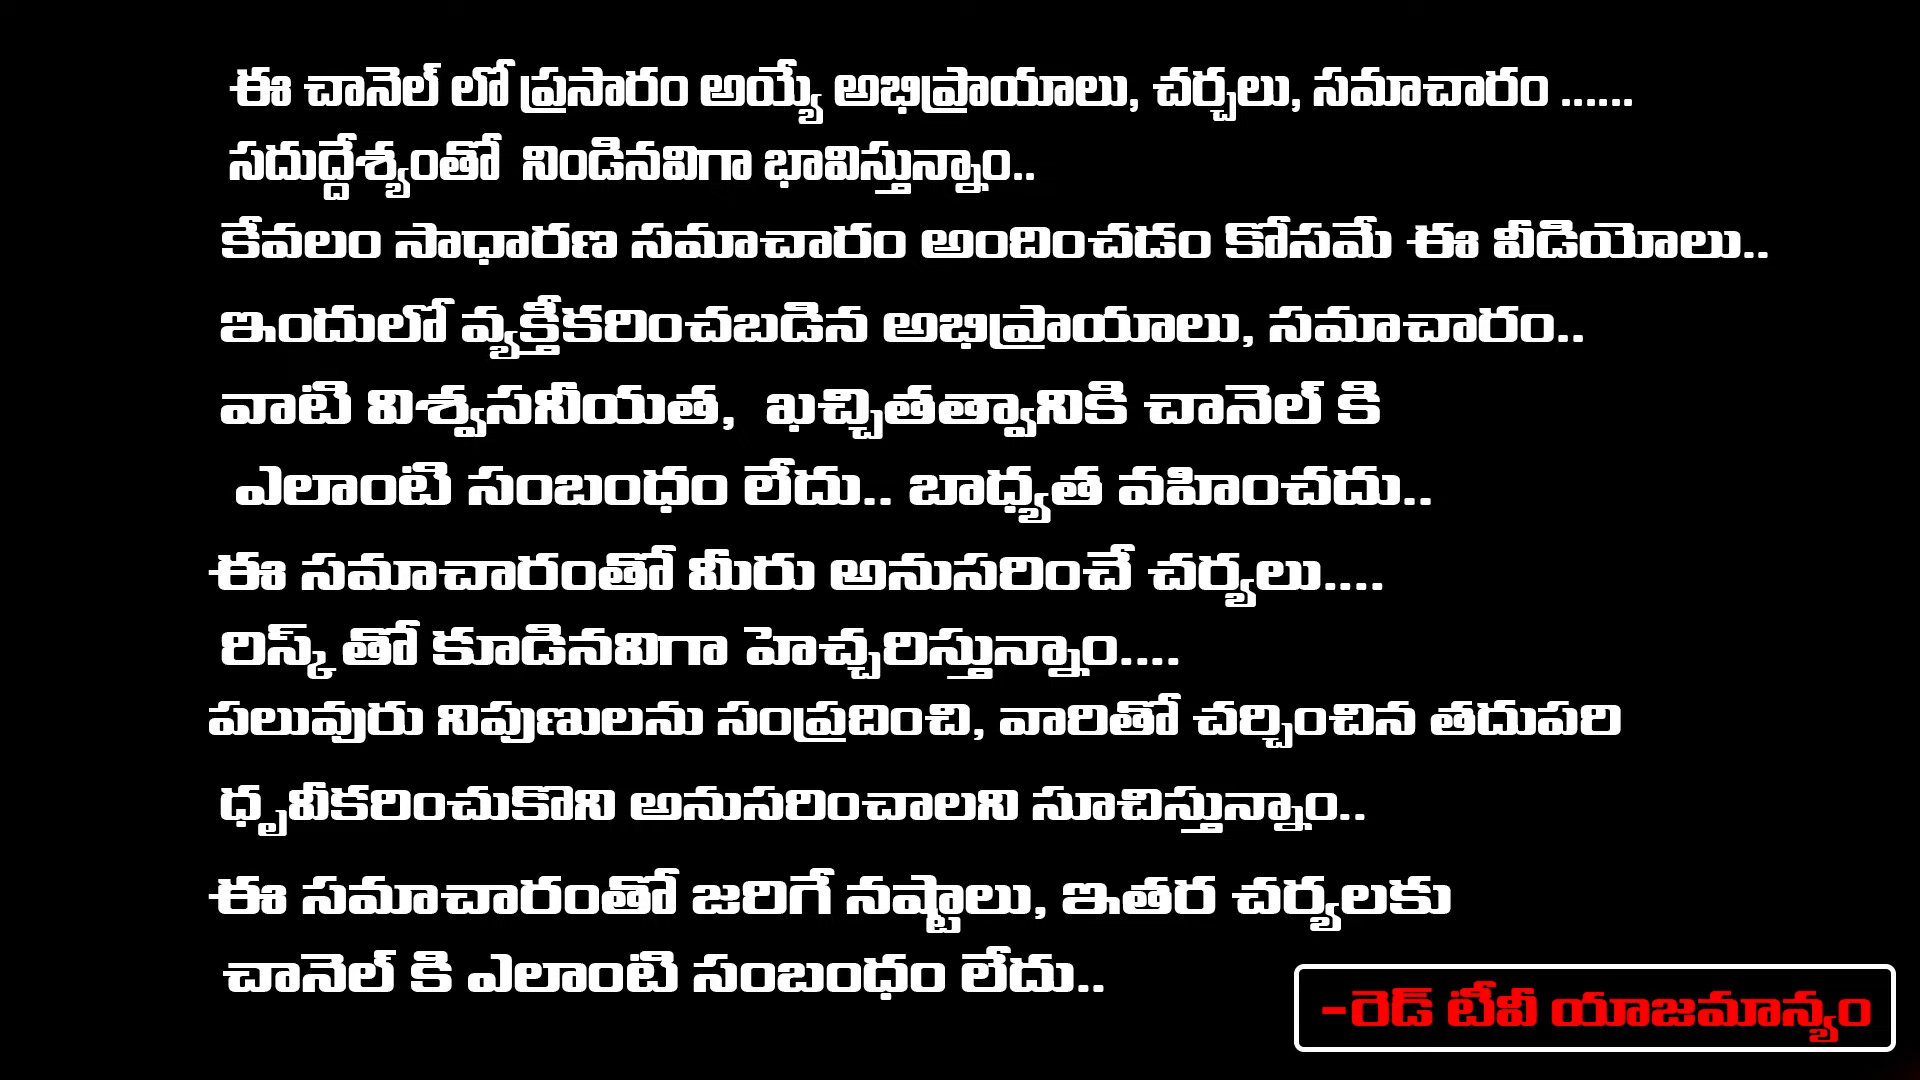 ఈ చానెల్ లో ప్రసారం అయ్యే అభిప్రాయాలు, చర్చలు, సమాచారం ......
సదుద్దేశ్యంతో నిండినవిగా భావిస్తున్నాం..
కేవలం సాధారణ సమాచారం అందించడం కోసమే ఈ వీడియోలు..
ఇందులో వ్యక్తీకరించబడిన అభిప్రాయాలు, సమాచారం..
వాటి విశ్వసనీయత, ఖచ్చితత్వానికి చానెల్ కి
ఎలాంటి సంబంధం లేదు.. బాధ్యత వహించదు..
ఈ సమాచారంతో మీరు అనుసరించే చర్యలు....
రిస్క్ తో కూడినవిగా హెచ్చరిస్తున్నాం....
పలువురు నిపుణులను సంప్రదించి, వారితో చర్చించిన తదుపరి
ధృవీకరించుకొని అనుసరించాలని సూచిస్తున్నాం..
ఈ సమాచారంతో జరిగే నష్టాలు, ఇతర చర్యలకు
చానెల్ కి ఎలాంటి సంబంధం లేదు..
-రెడ్ టీవీ యాజమాన్యం